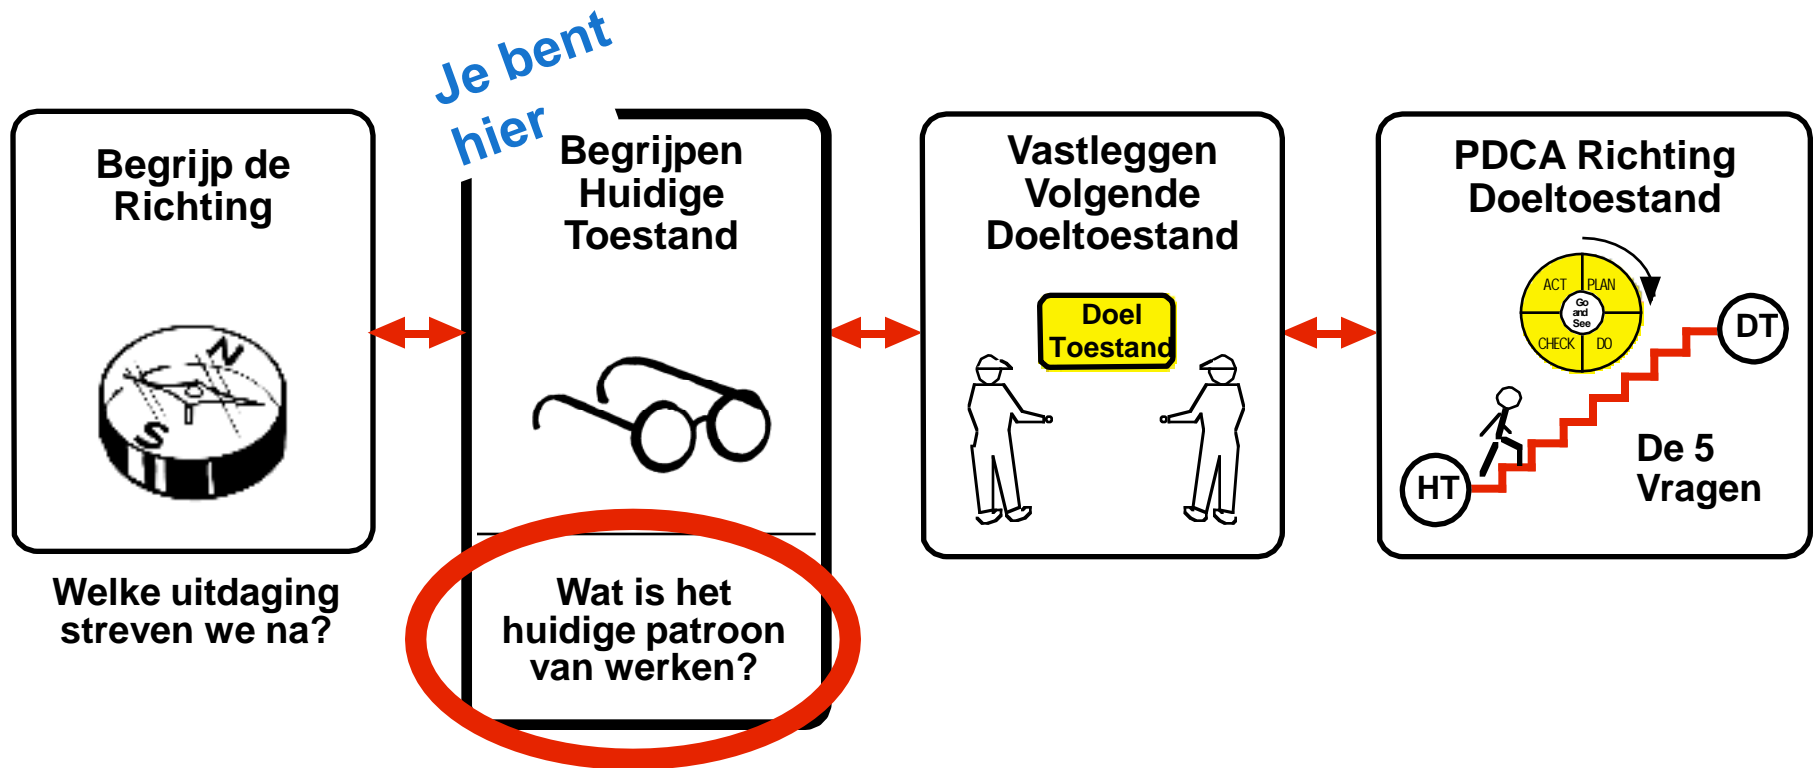 Je bent
hier
Begrijp de
Richting
N
S
Welke uitdaging
streven we na?
Begrijpen
Huidige
Toestand
Wat is het
huidige patroon
van werken?
Vastleggen
Volgende
Doeltoestand
Doel
Toestand
PDCA Richting
Doeltoestand
ACT
PLAN
Go
and
See
CHECK
DO
DT
HT
De 5
Vragen